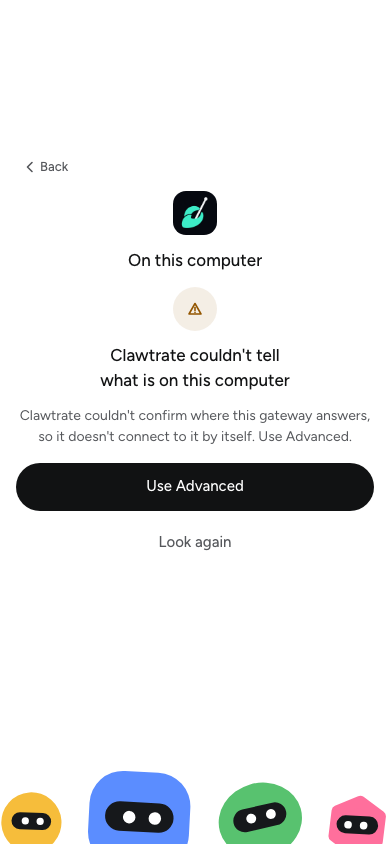 Back
On this computer
Clawtrate couldn't tell
what is on this computer
Clawtrate couldn't confirm where this gateway answers,
so it doesn't connect to it by itself. Use Advanced.
Use Advanced
Look again